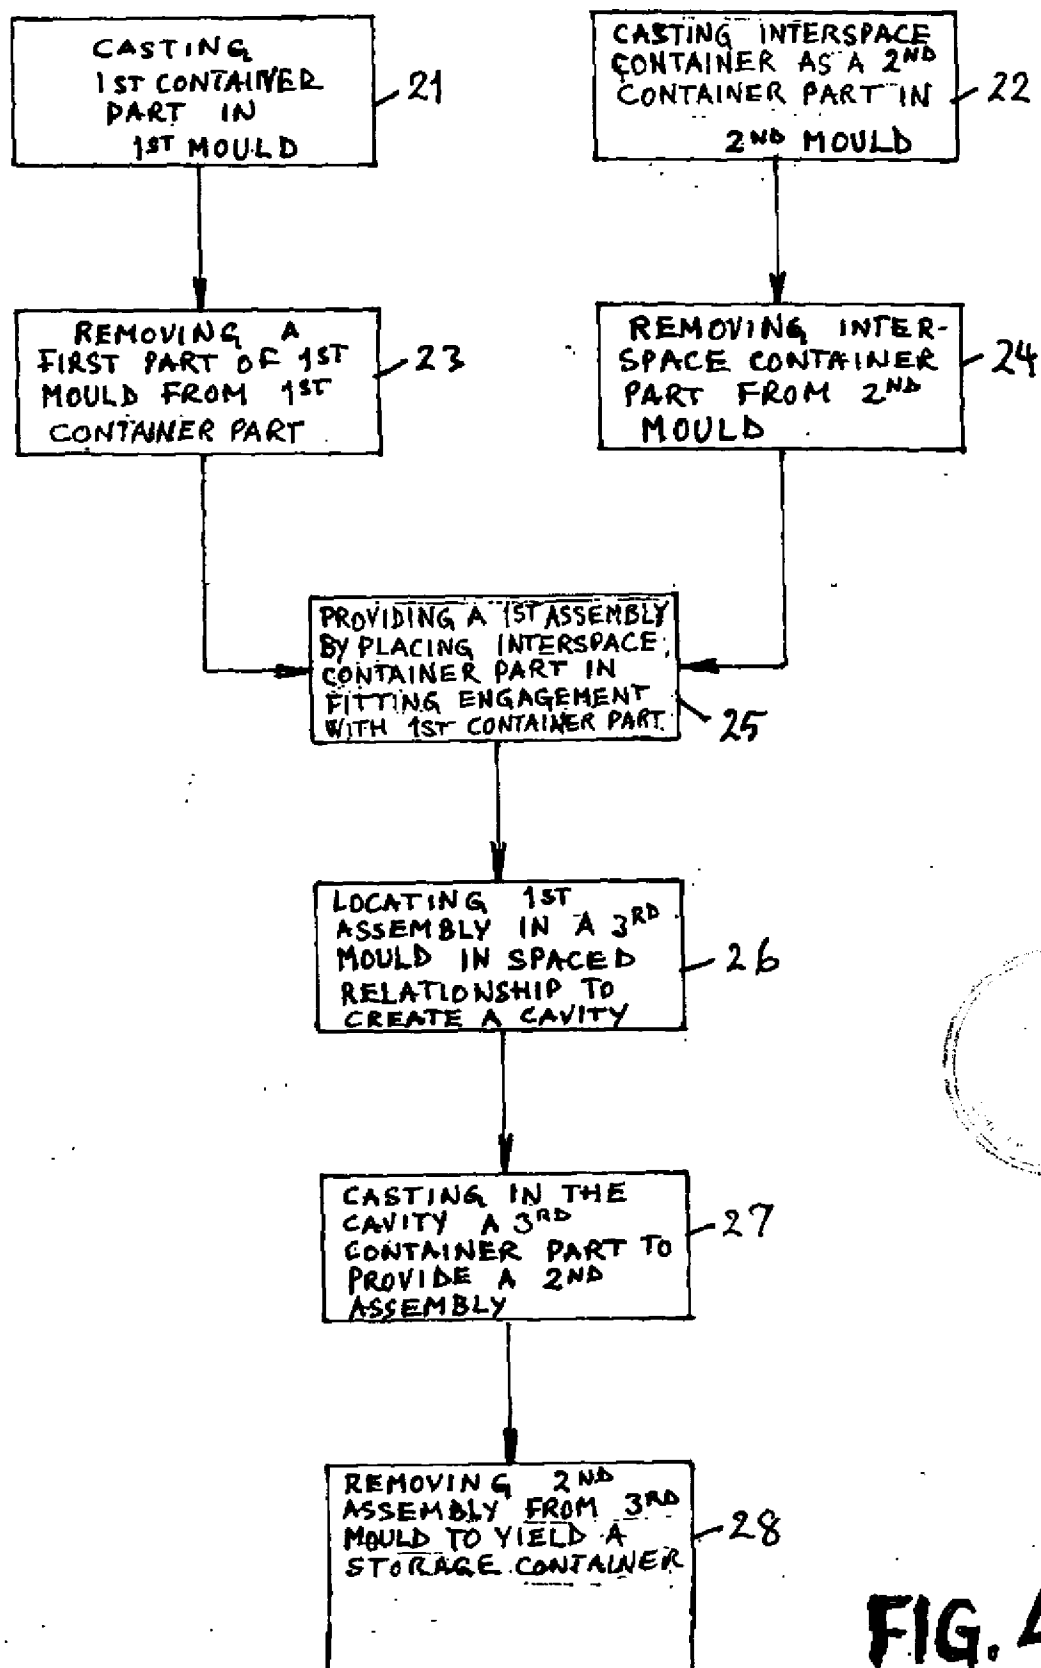 CASTING
1ST CONTAINER
PART IN
1ST MOULD
21
CASTING INTERSPACE
CONTAINER AS A 2ND
CONTAINER PART IN
2ND MOULD
22
REMOVING A
FIRST PART OF 1ST
MOULD FROM 1ST
CONTAINER PART
23
REMOVING INTER-
SPACE CONTAINER
PART FROM 2ND
MOULD
24
PROVIDING A 1ST ASSEMBLY
BY PLACING INTERSPACE
CONTAINER PART IN
FITTING ENGAGEMENT
WITH 1ST CONTAINER PART.
25
LOCATING 1ST
ASSEMBLY IN A 3RD
MOULD IN SPACED
RELATIONSHIP TO
CREATE A CAVITY
26
CASTING IN THE
CAVITY A 3RD
CONTAINER PART TO
PROVIDE A 2ND
ASSEMBLY
27
REMOVING 2ND
ASSEMBLY FROM 3RD
MOULD TO YIELD A
STORAGE CONTAINER
28
FIG. 4